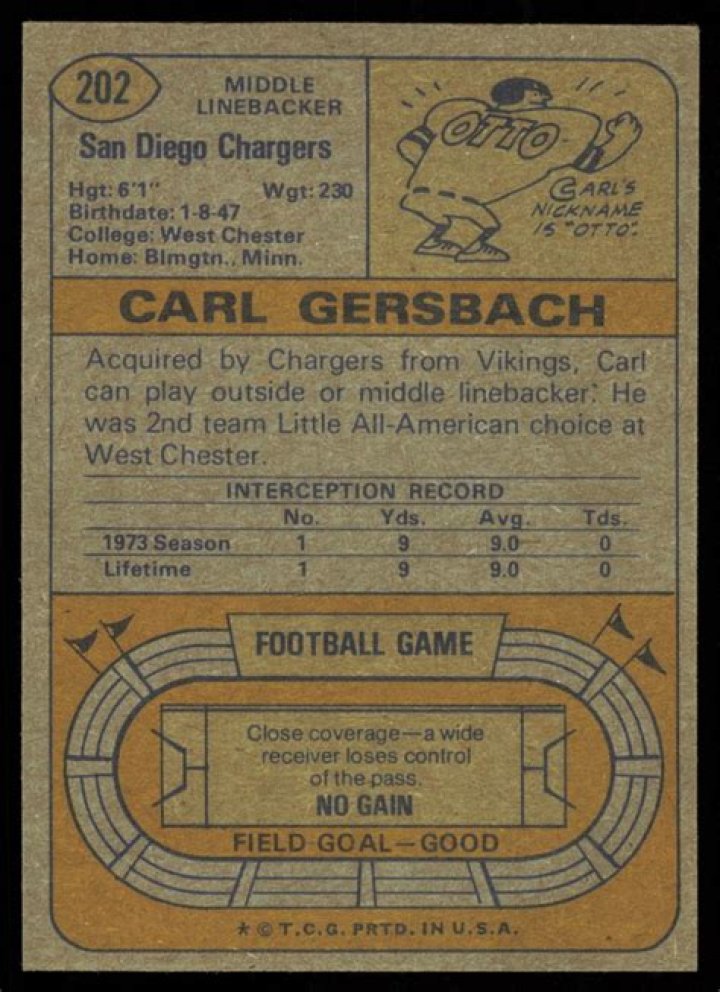 202
MIDDLE
LINEBACKER
San Diego Chargers
Hgt: 6'1" Wgt: 230
Birthdate: 1-8-47
College: West Chester
Home: Blmgtn., Minn.
OTTO
CARL'S
NICKNAME
IS "OTTO".
CARL GERSBACH
Acquired by Chargers from Vikings, Carl
can play outside or middle linebacker. He
was 2nd team Little All-American choice at
West Chester.
INTERCEPTION RECORD
No. Yds. Avg. Tds.
1973 Season 1 9 9.0 0
Lifetime 1 9 9.0 0
FOOTBALL GAME
Close coverage—a wide
receiver loses control
of the pass.
NO GAIN
FIELD GOAL—GOOD
* © T.C.G. PRTD. IN U.S.A.